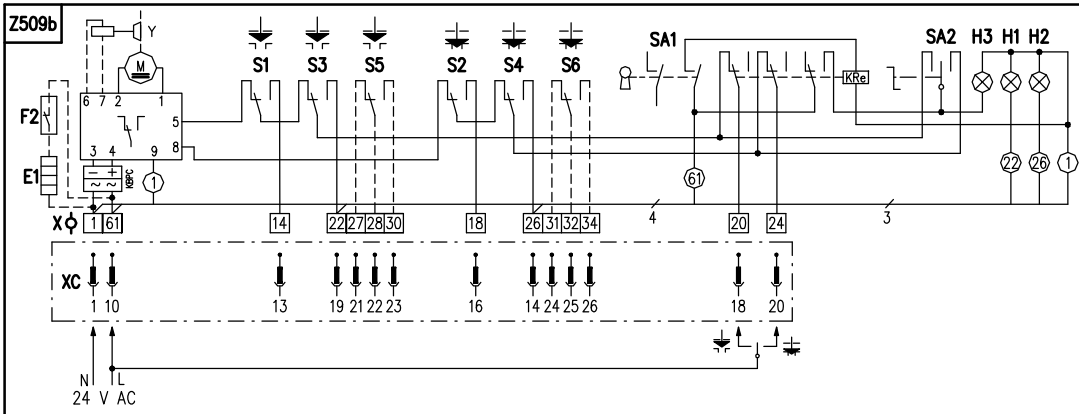 Z509b
Y
M
6 7 2 1
5
8
3 4 9
F2
E1
− +
~ ~
KBPC
1
S1 S3 S5 S2 S4 S6
SA1
KRe
SA2 H3 H1 H2
61
22 26 1
4 3
X 1 61 14 22 27 28 30 18 26 31 32 34 20 24
XC
1 10 13 19 21 22 23 16 14 24 25 26 18 20
N L
24 V AC